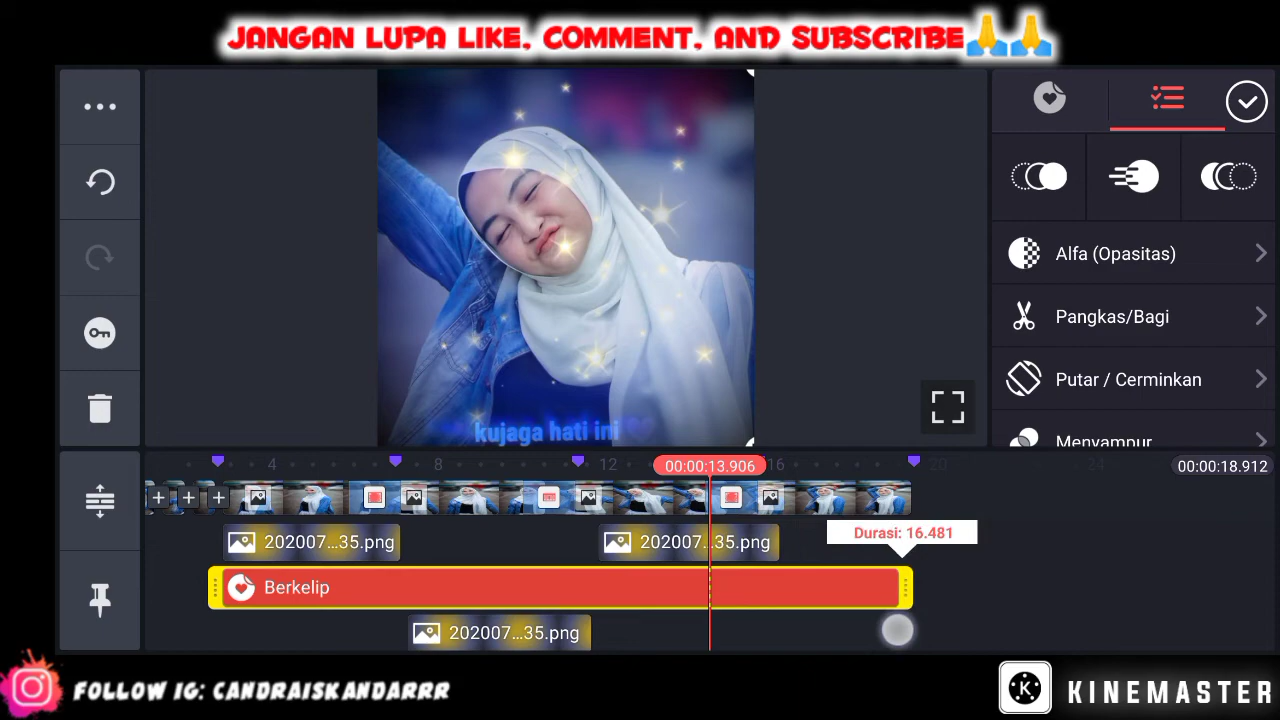 JANGAN LUPA LIKE, COMMENT, AND SUBSCRIBE🙏🙏
kujaga hati ini
Alfa (Opasitas)
Pangkas/Bagi
Putar / Cerminkan
Menyampur
4
8
12
00:00:13.906
16
20
24
00:00:18.912
202007...35.png
202007...35.png
Durasi: 16.481
Berkelip
202007...35.png
FOLLOW IG: CANDRAISKANDARRR
K KINEMASTER